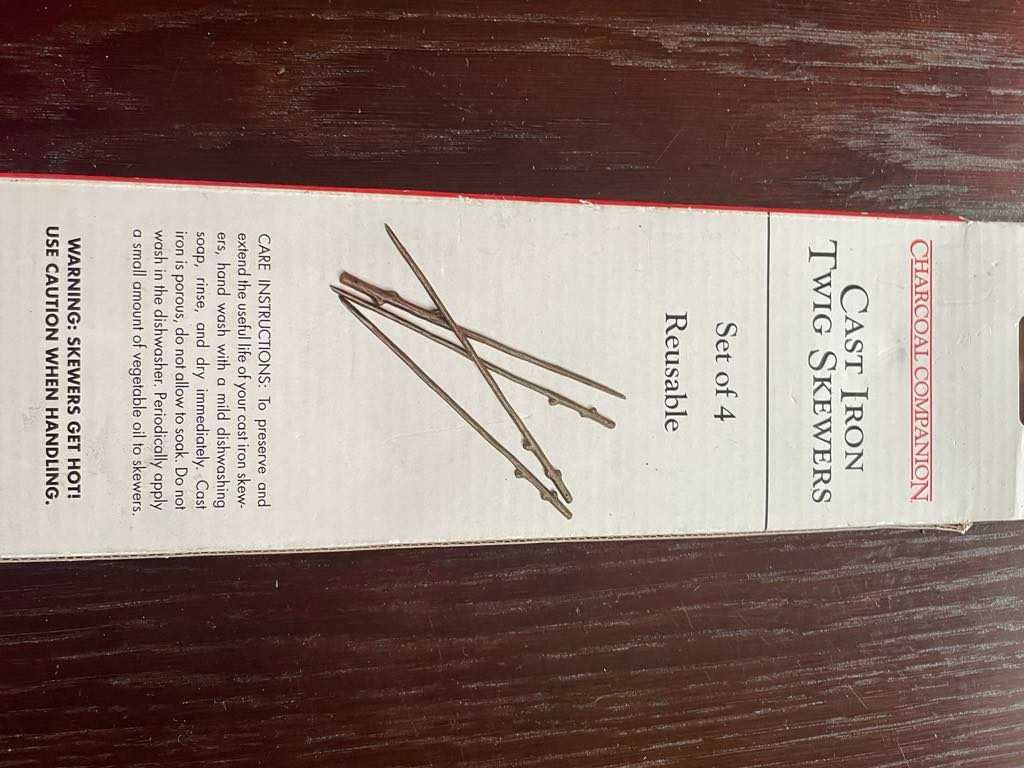 CHARCOAL COMPANION
CAST IRON
TWIG SKEWERS
Set of 4
Reusable
CARE INSTRUCTIONS: To preserve and
extend the useful life of your cast iron skew-
ers, hand wash with a mild dishwashing
soap, rinse, and dry immediately. Cast
iron is porous, do not allow to soak. Do not
wash in the dishwasher. Periodically apply
a small amount of vegetable oil to skewers.
WARNING: SKEWERS GET HOT!
USE CAUTION WHEN HANDLING.